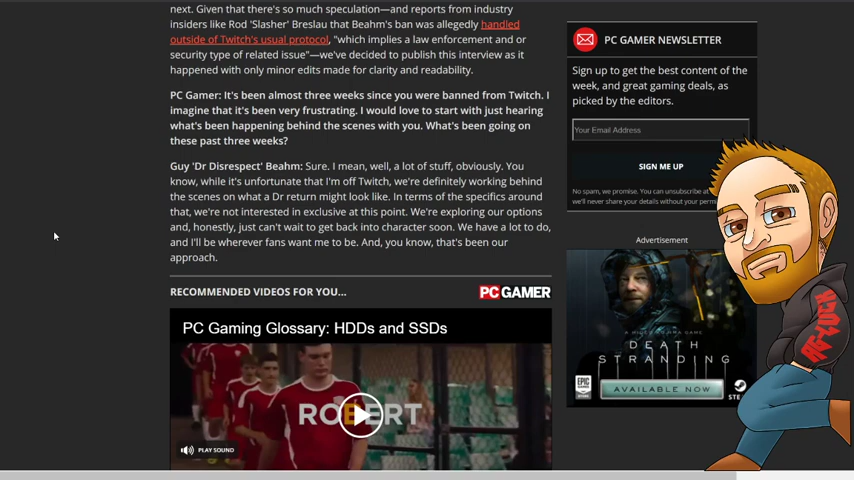 next. Given that there's so much speculation—and reports from industry
insiders like Rod 'Slasher' Breslau that Beahm's ban was allegedly handled
outside of Twitch's usual protocol, "which implies a law enforcement and or
security type of related issue"—we've decided to publish this interview as it
happened with only minor edits made for clarity and readability.
PC Gamer: It's been almost three weeks since you were banned from Twitch. I
imagine that it's been very frustrating. I would love to start with just hearing
what's been happening behind the scenes with you. What's been going on
these past three weeks?
Guy 'Dr Disrespect' Beahm: Sure. I mean, well, a lot of stuff, obviously. You
know, while it's unfortunate that I'm off Twitch, we're definitely working behind
the scenes on what a Dr return might look like. In terms of the specifics around
that, we're not interested in exclusive at this point. We're exploring our options
and, honestly, just can't wait to get back into character soon. We have a lot to do,
and I'll be wherever fans want me to be. And, you know, that's been our
approach.
RECOMMENDED VIDEOS FOR YOU...
PC GAMER
PC Gaming Glossary: HDDs and SSDs
ROBERT
PLAY SOUND
PC GAMER NEWSLETTER
Sign up to get the best content of the
week, and great gaming deals, as
picked by the editors.
Your Email Address
SIGN ME UP
No spam, we promise. You can unsubscribe at
we'll never share your details without your
Advertisement
DEATH
STRANDING
EPIC
AVAILABLE NOW
STE
AG-LOCK